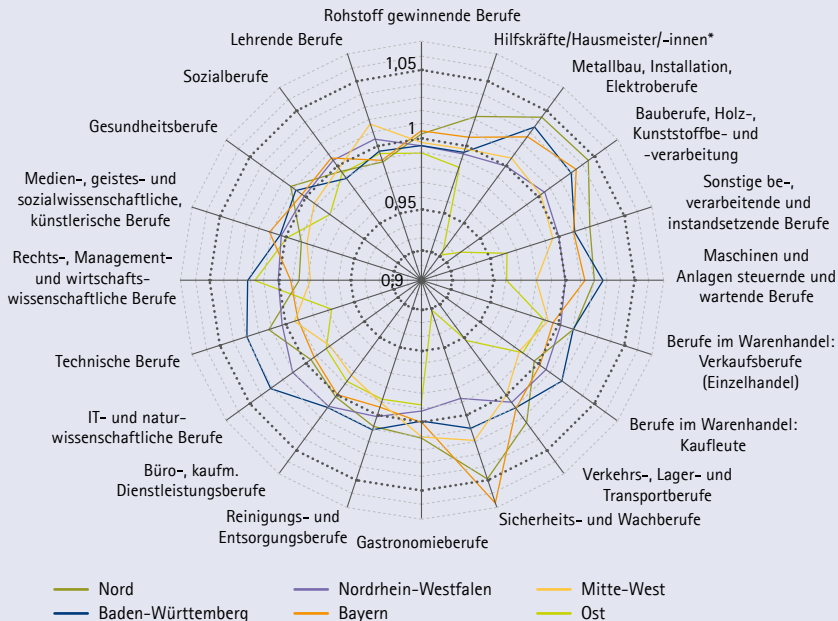 Rohstoff gewinnende Berufe
Hilfskräfte/Hausmeister/-innen*
Metallbau, Installation,
Elektroberufe
Bauberufe, Holz-,
Kunststoffbe- und
-verarbeitung
Sonstige be-,
verarbeitende und
instandsetzende Berufe
Maschinen und
Anlagen steuernde und
wartende Berufe
Berufe im Warenhandel:
Verkaufsberufe
(Einzelhandel)
Berufe im Warenhandel:
Kaufleute
Verkehrs-, Lager- und
Transportberufe
Sicherheits- und Wachberufe
Gastronomieberufe
Reinigungs- und
Entsorgungsberufe
Büro-, kaufm.
Dienstleistungsberufe
IT- und natur-
wissenschaftliche Berufe
Technische Berufe
Rechts-, Management-
und wirtschafts-
wissenschaftliche Berufe
Medien-, geistes- und
sozialwissenschaftliche,
künstlerische Berufe
Gesundheitsberufe
Sozialberufe
Lehrende Berufe
1,05
1
0,95
0,9
Nord
Nordrhein-Westfalen
Mitte-West
Baden-Württemberg
Bayern
Ost